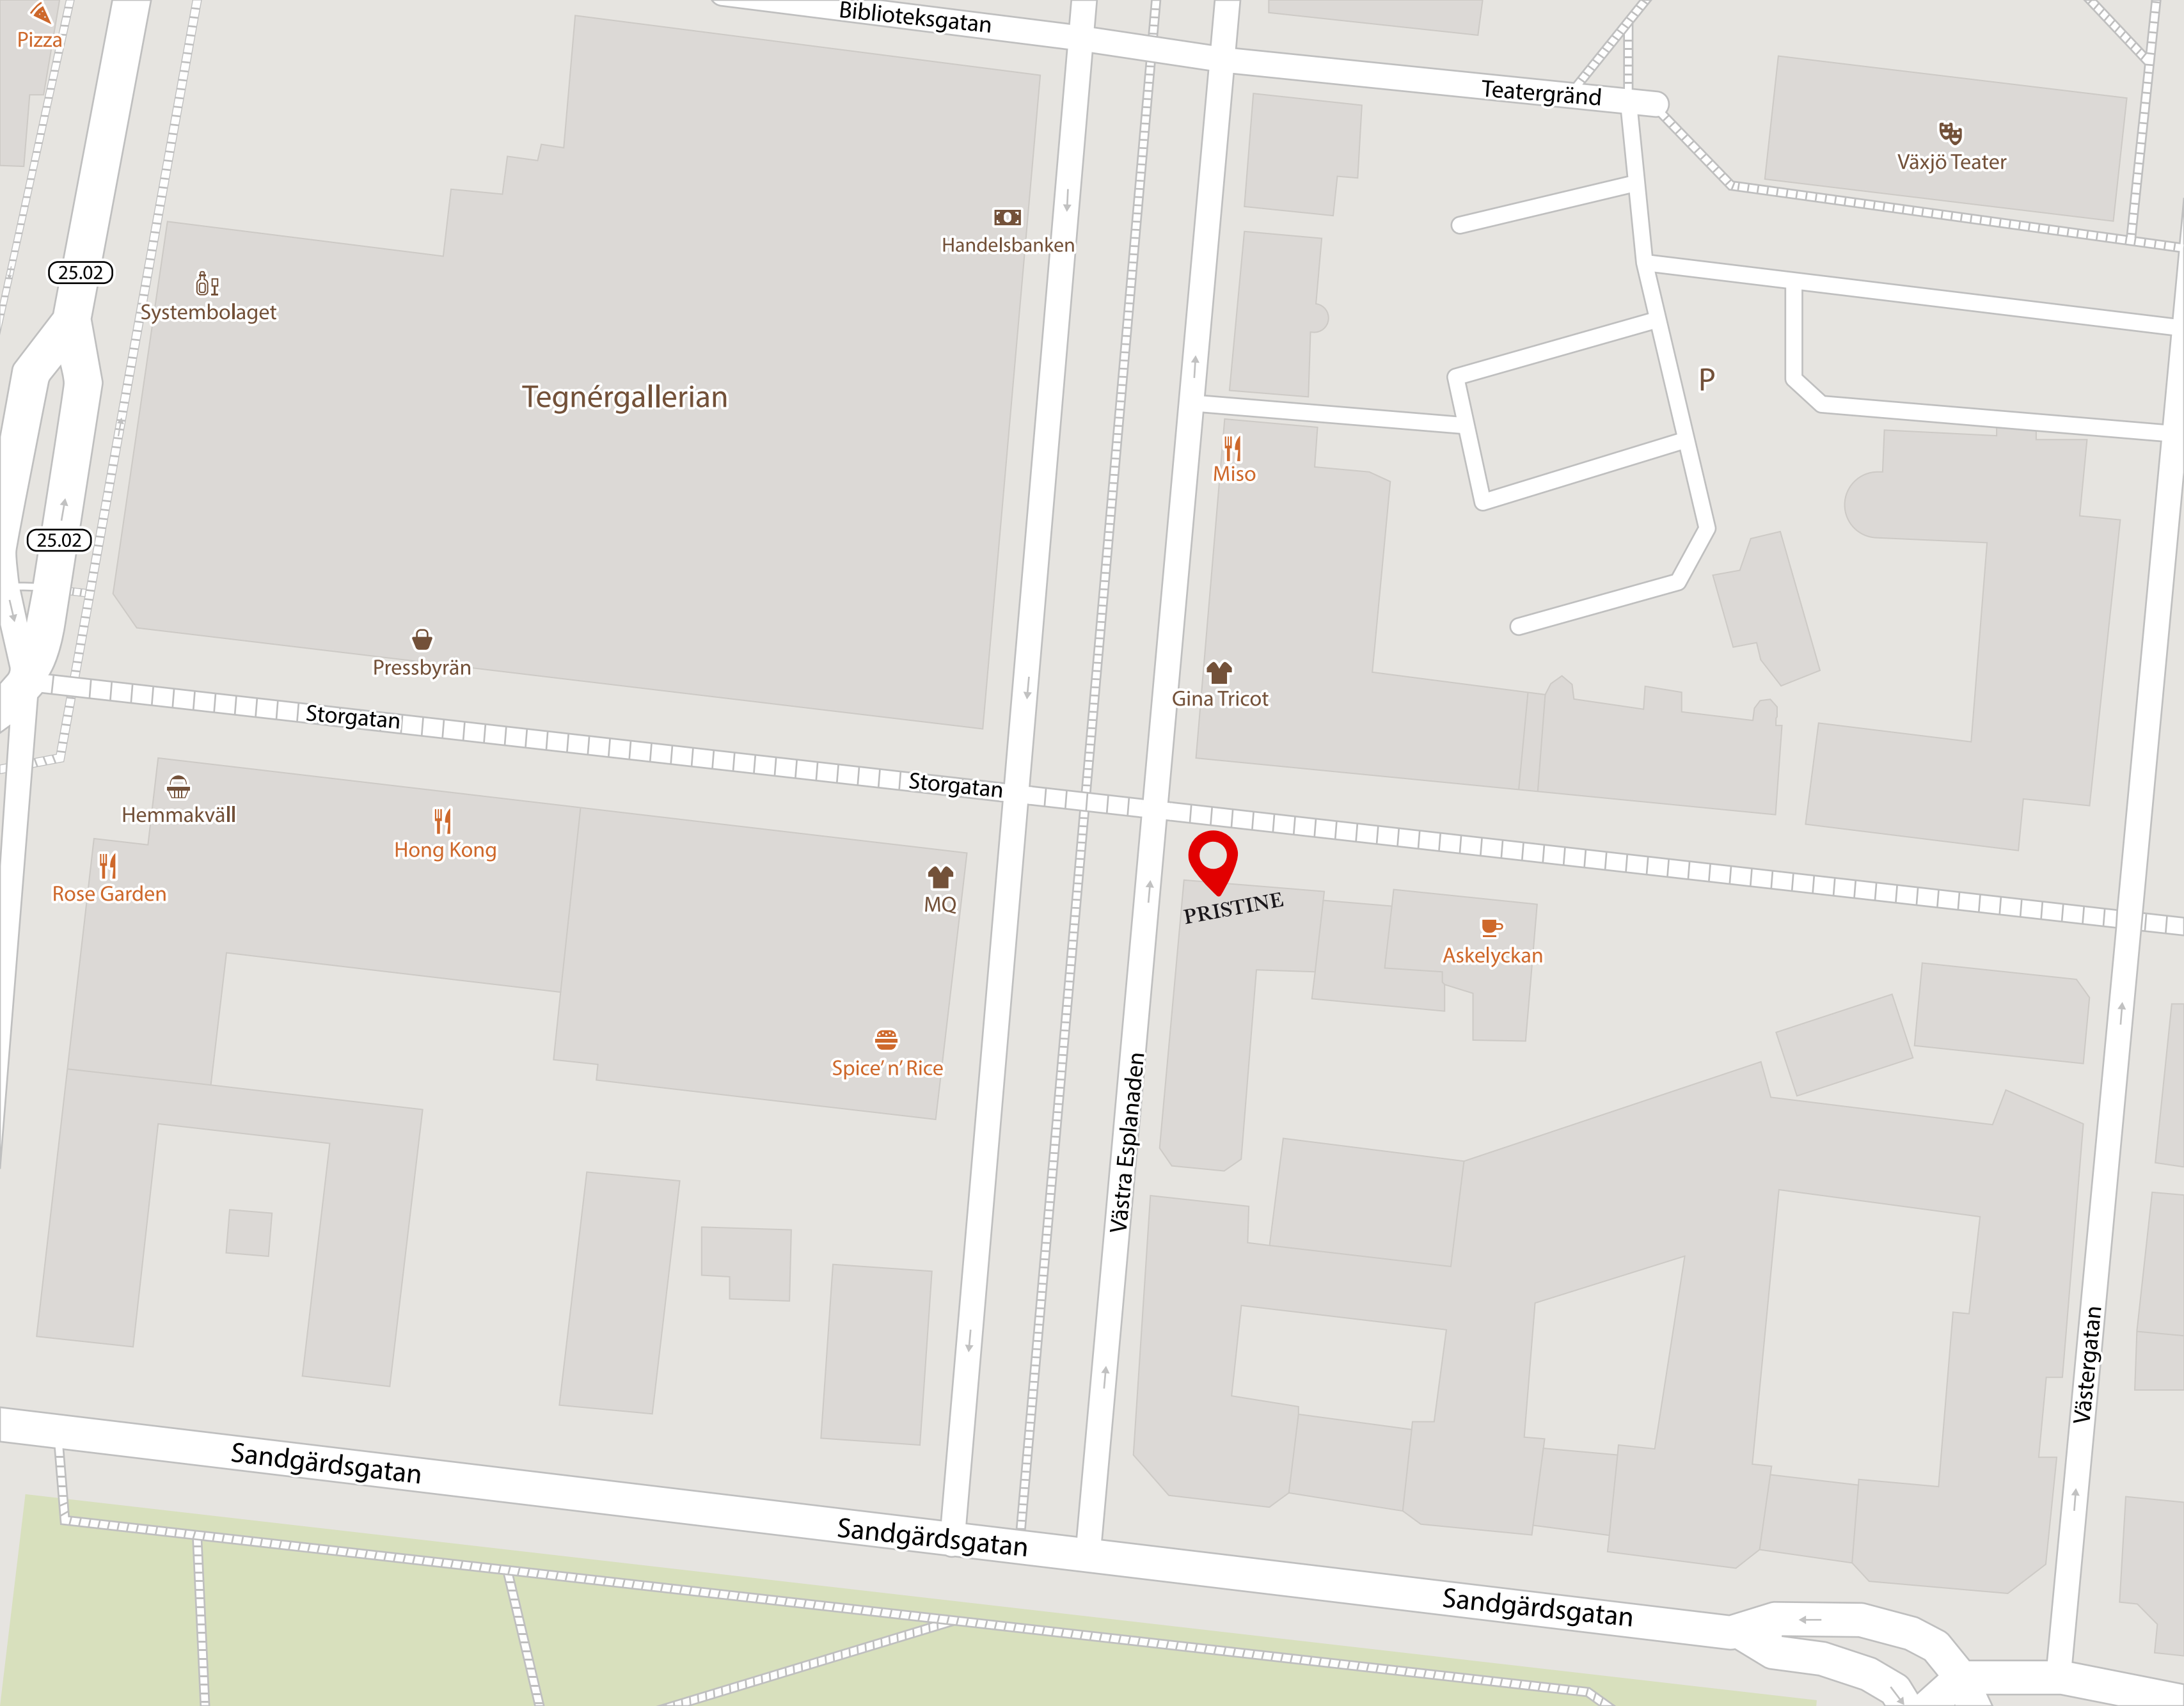 Biblioteksgatan
Pizza
Teatergränd
Växjö Teater
Handelsbanken
25.02
Systembolaget
Tegnérgallerian
P
Miso
25.02
Pressbyrän
Gina Tricot
Storgatan
Storgatan
Hemmakväll
Hong Kong
Rose Garden
MQ
PRISTINE
Askelyckan
Spice' n' Rice
Västra Esplanaden
Västergatan
Sandgärdsgatan
Sandgärdsgatan
Sandgärdsgatan